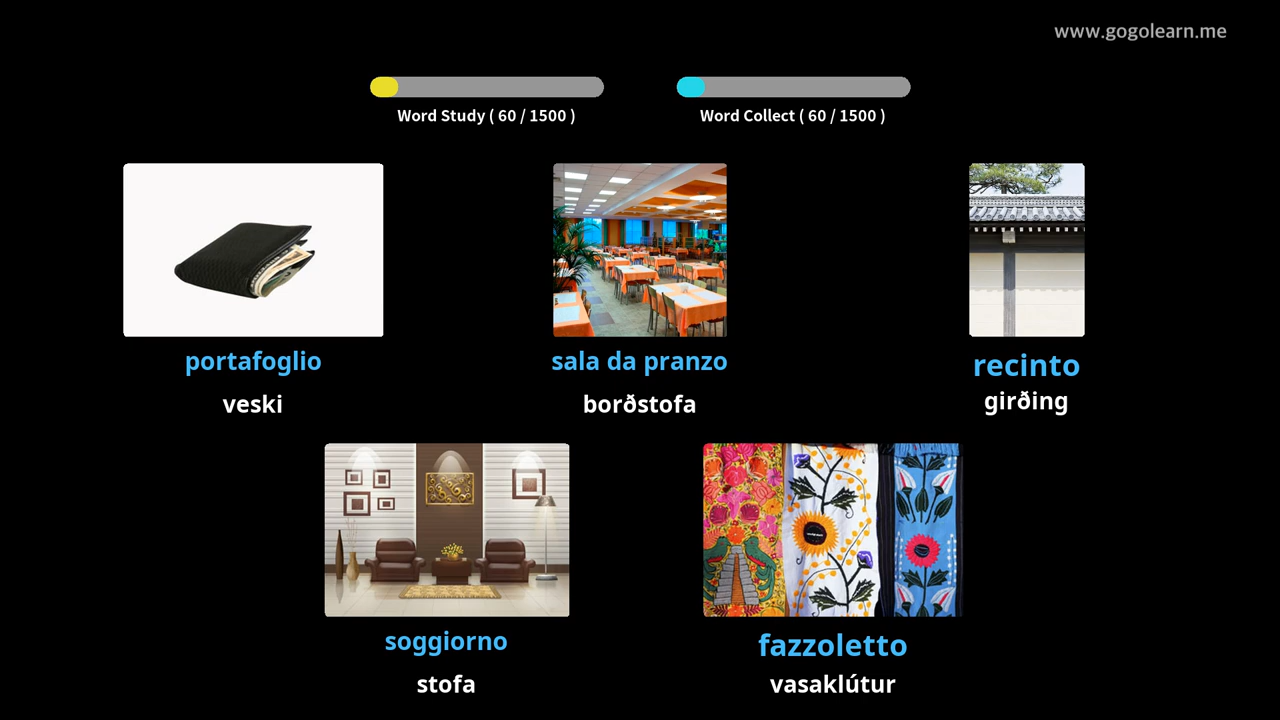 www.gogolearn.me
Word Study ( 60 / 1500 )
Word Collect ( 60 / 1500 )
portafoglio
veski
sala da pranzo
borðstofa
recinto
girðing
soggiorno
stofa
fazzoletto
vasaklútur